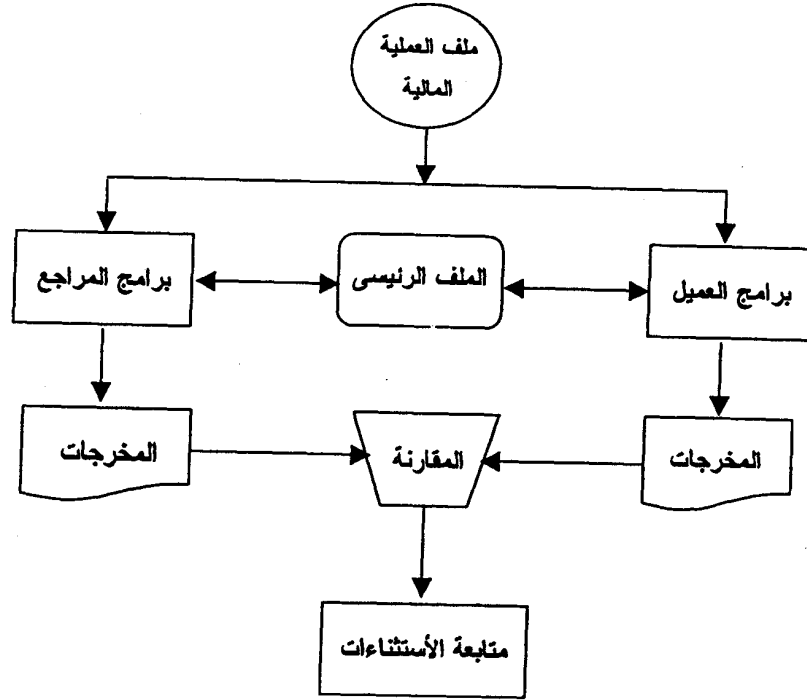 ملف العملية
المالية
برامج العميل
الملف الرئيسى
برامج المراجع
المخرجات
المقارنة
المخرجات
متابعة الأستثناءات